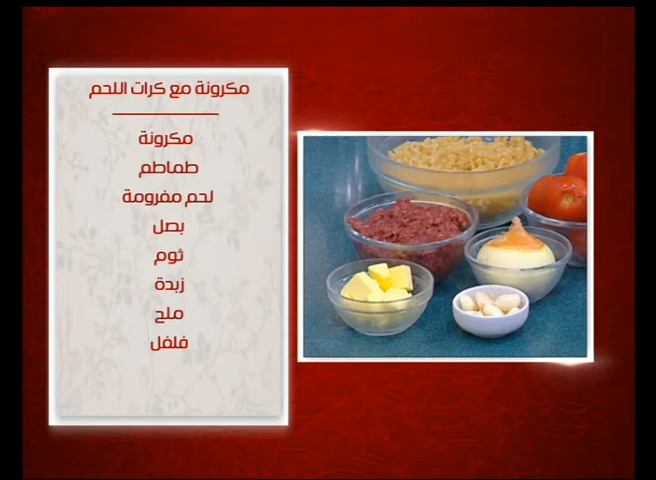 مكرونة مع كرات اللحم
مكرونة
طماطم
لحم مفرومة
بصل
ثوم
زبدة
ملح
فلفل